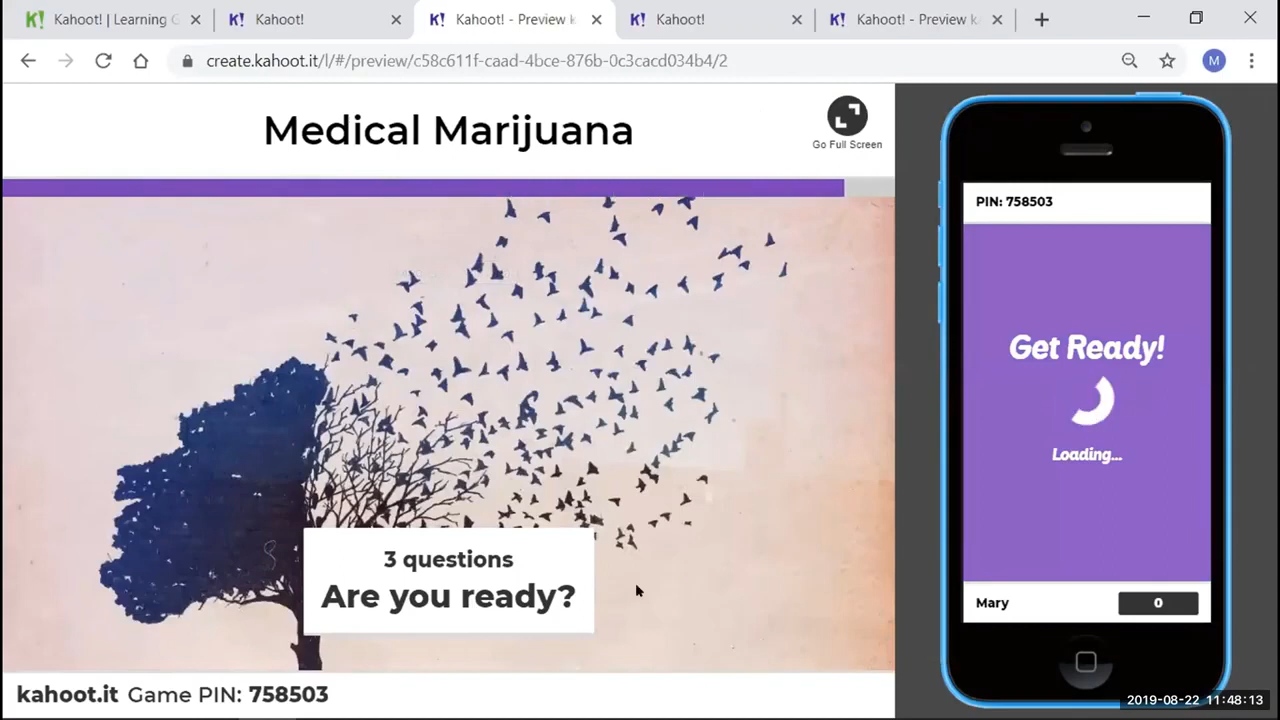 Kahoot! | Learning G
Kahoot!
Kahoot! - Preview k
Kahoot!
Kahoot! - Preview k
create.kahoot.it/l/#/preview/c58c611f-caad-4bce-876b-0c3cacd034b4/2
M
Medical Marijuana
Go Full Screen
3 questions
Are you ready?
kahoot.it Game PIN: 758503
PIN: 758503
Get Ready!
Loading...
Mary 0
2019-08-22 11:48:13